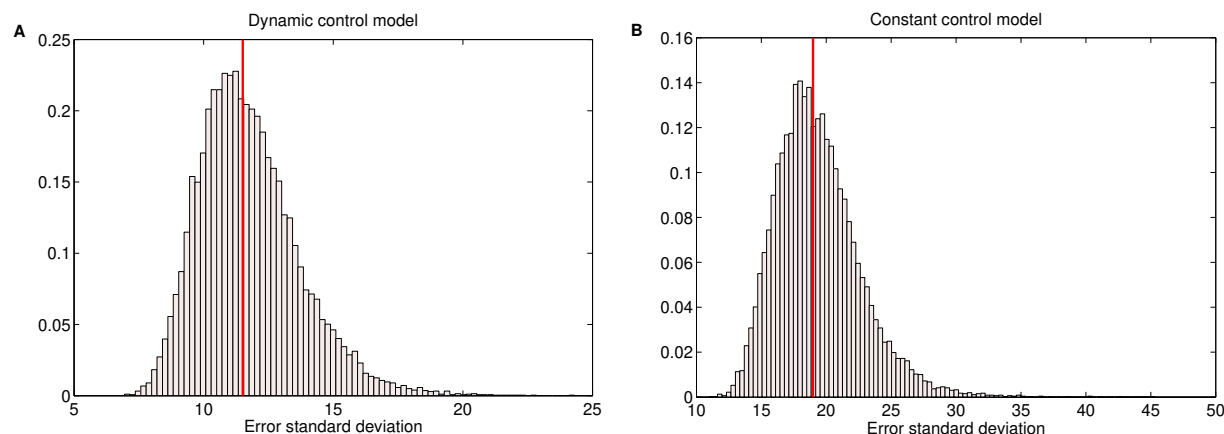 A
Dynamic control model
0.25
0.2
0.15
0.1
0.05
0
5 10 15 20 25
Error standard deviation
B
Constant control model
0.16
0.14
0.12
0.1
0.08
0.06
0.04
0.02
0
10 15 20 25 30 35 40 45 50
Error standard deviation